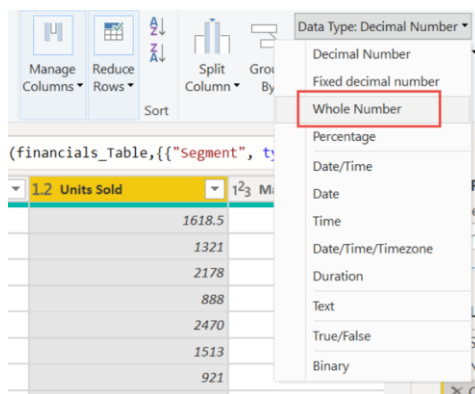 Data Type: Decimal Number
Manage
Columns
Reduce
Rows
A
Z
Z
A
Sort
Split
Column
By
Decimal Number
Fixed decimal number
Whole Number
Percentage
Date/Time
Date
Time
Date/Time/Timezone
Duration
Text
True/False
Binary
(financials_Table,{{"Segment",
1.2 Units Sold
123
1618.5
1321
2178
888
2470
1513
921